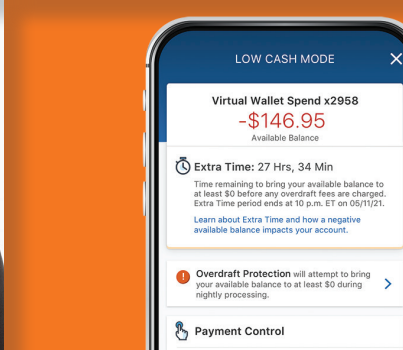 LOW CASH MODE
Virtual Wallet Spend x2958
-$146.95
Available Balance
Extra Time: 27 Hrs, 34 Min
Time remaining to bring your available balance to
at least $0 before any overdraft fees are charged.
Extra Time period ends at 10 p.m. ET on 05/11/21.
Learn about Extra Time and how a negative
available balance impacts your account.
Overdraft Protection will attempt to bring
your available balance to at least $0 during
nightly processing.
Payment Control